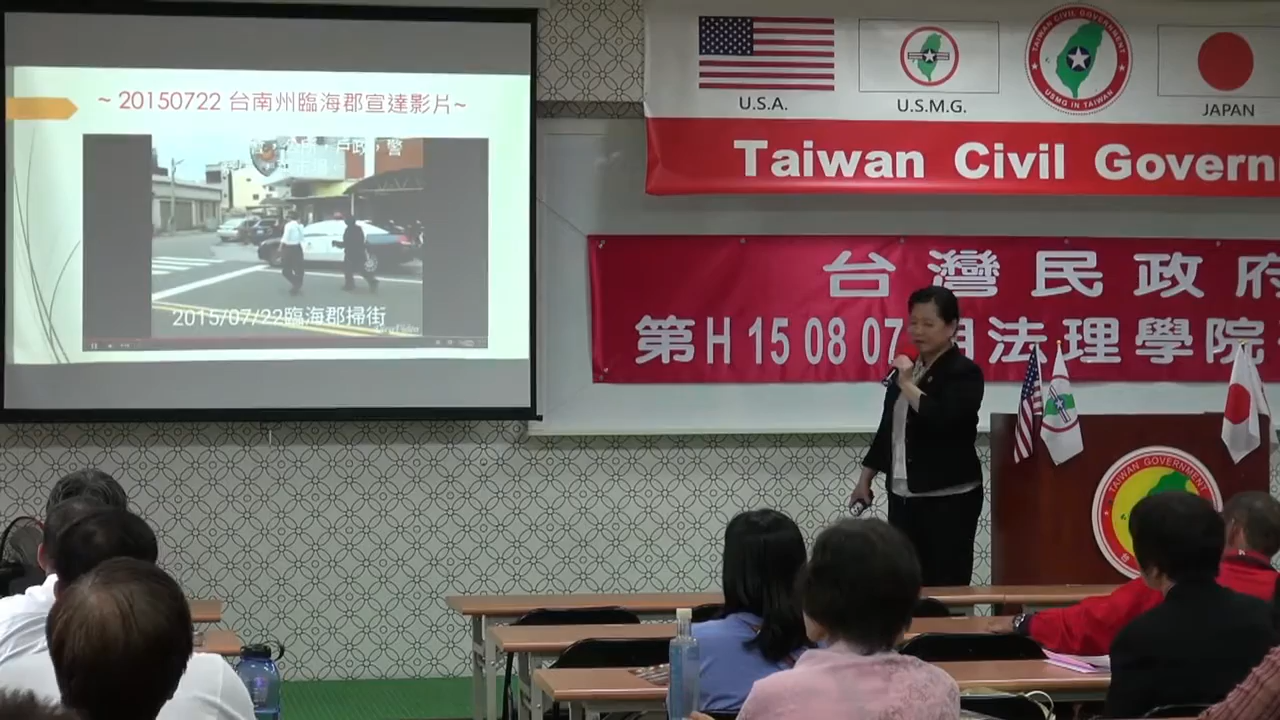 ~ 20150722 台南州臨海郡宣達影片~
2015/07/22臨海郡掃街
U.S.A.
U.S.M.G.
TAIWAN CIVIL GOVERNMENT
USMG IN TAIWAN
JAPAN
Taiwan Civil Govern
台灣民政府
第H 15 08 07 期法理學院
TAIWAN GOVERNMENT